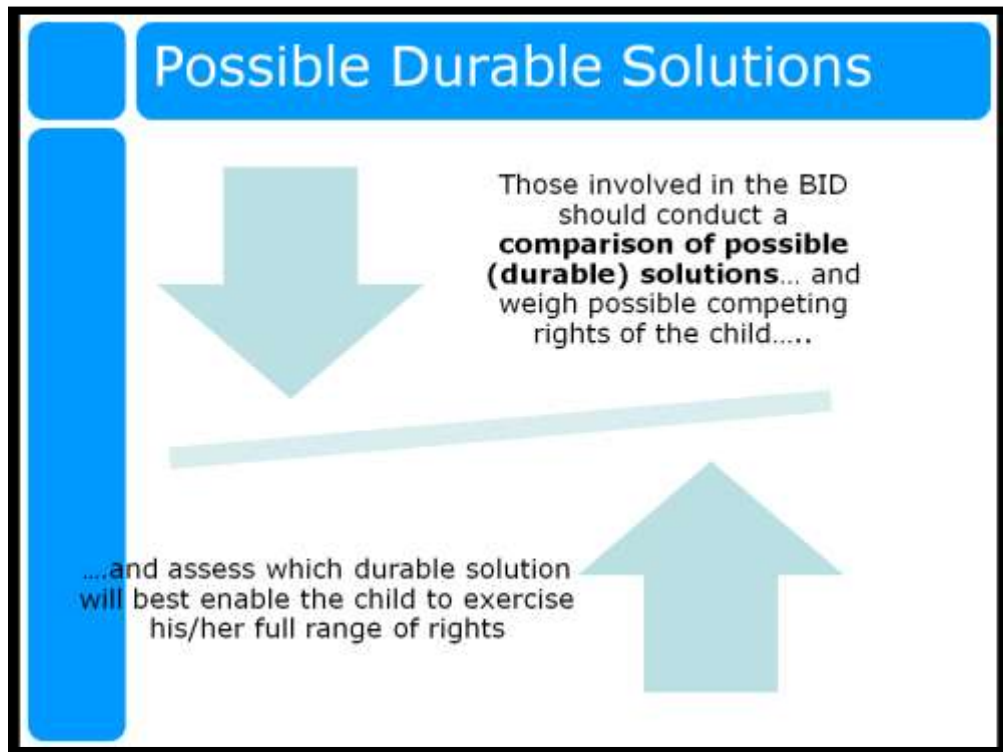 Possible Durable Solutions
Those involved in the BID
should conduct a
comparison of possible
(durable) solutions... and
weigh possible competing
rights of the child.....
....and assess which durable solution
will best enable the child to exercise
his/her full range of rights